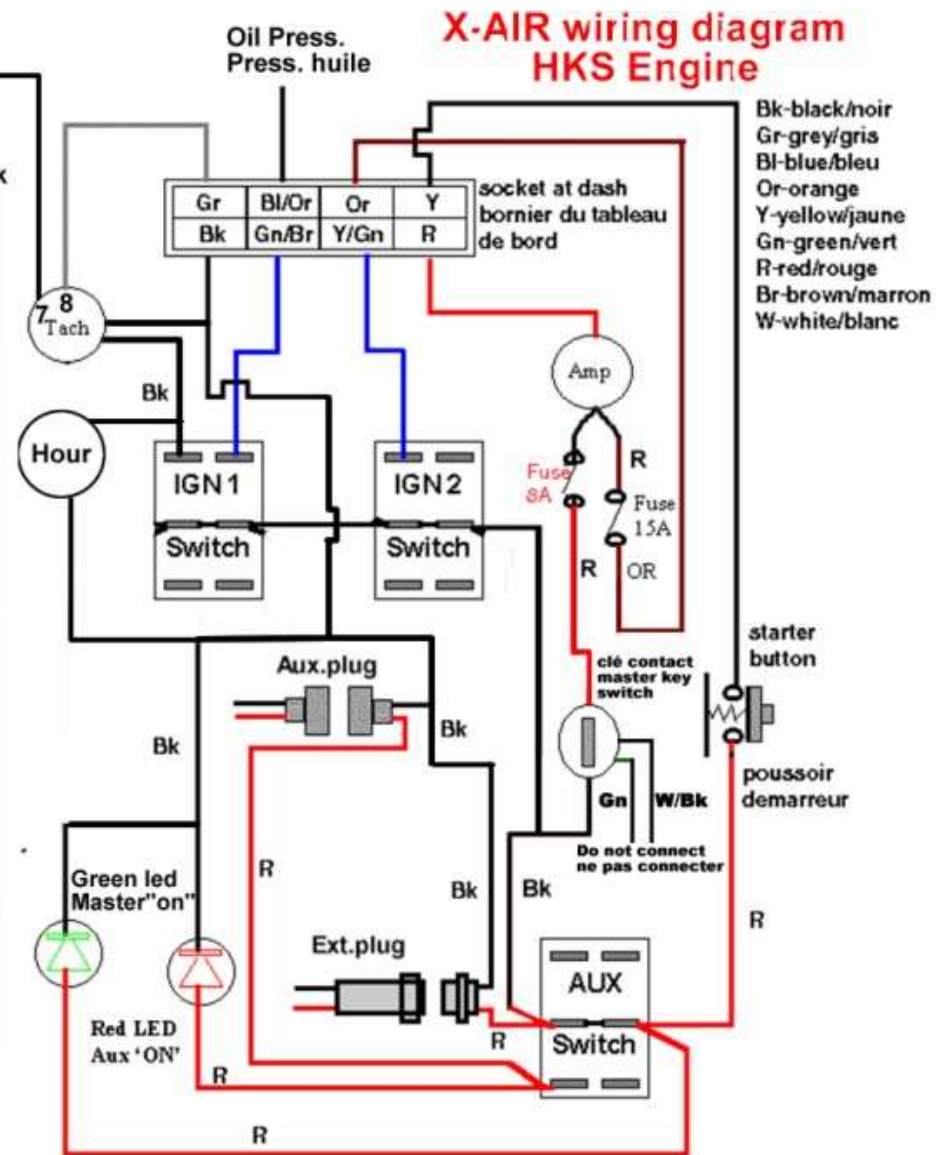 X-AIR wiring diagram
HKS Engine
Oil Press.
Press. huile
Bk-black/noir
Gr-grey/gris
Bl-blue/bleu
Or-orange
Y-yellow/jaune
Gn-green/vert
R-red/rouge
Br-brown/marron
W-white/blanc
Gr Bl/Or Or Y
Bk Gn/Br Y/Gn R
socket at dash
bornier du tableau
de bord
7 8
Tach
Bk
Amp
Hour
IGN 1
Switch
IGN 2
Switch
Fuse
8A
R
Fuse
15A
R
OR
starter
button
clé contact
master key
switch
Aux.plug
Bk
Bk
Gn W/Bk
poussoir
demarreur
Do not connect
ne pas connecter
R
Green led
Master"on"
Bk
Bk
R
Ext.plug
AUX
Switch
Red LED
Aux 'ON'
R
R
R